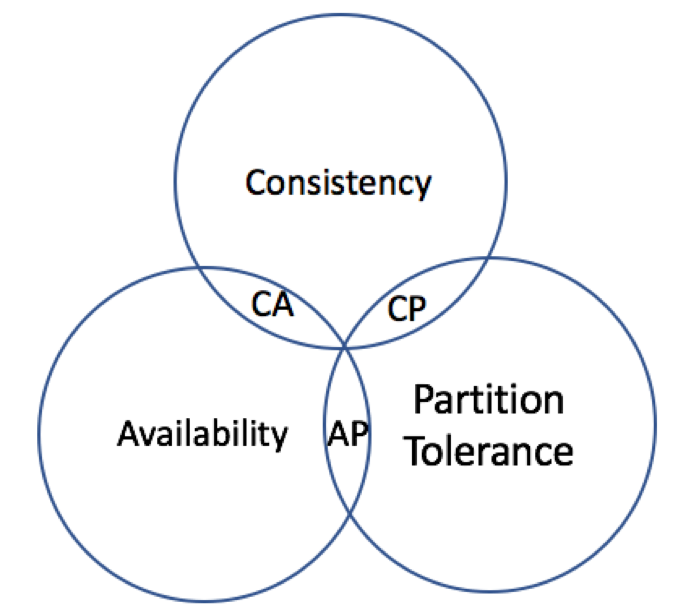 Consistency
CA
CP
Availability
AP
Partition
Tolerance